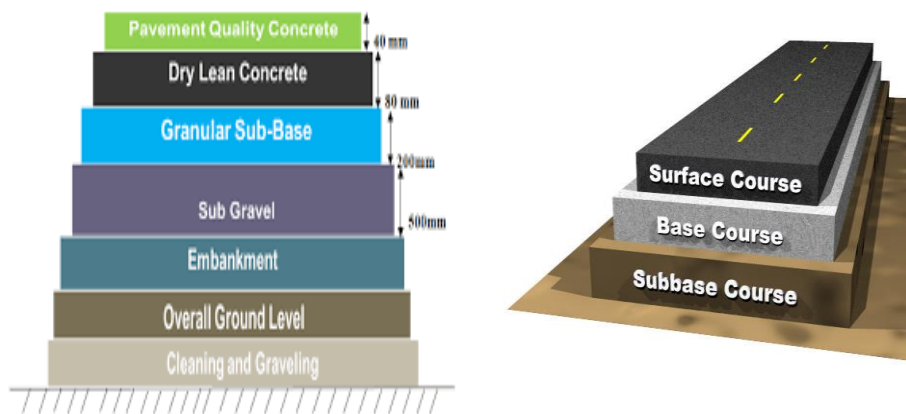 Pavement Quality Concrete
40 mm
Dry Lean Concrete
80 mm
Granular Sub-Base
200mm
Sub Gravel
500mm
Embankment
Overall Ground Level
Cleaning and Graveling
Surface Course
Base Course
Subbase Course